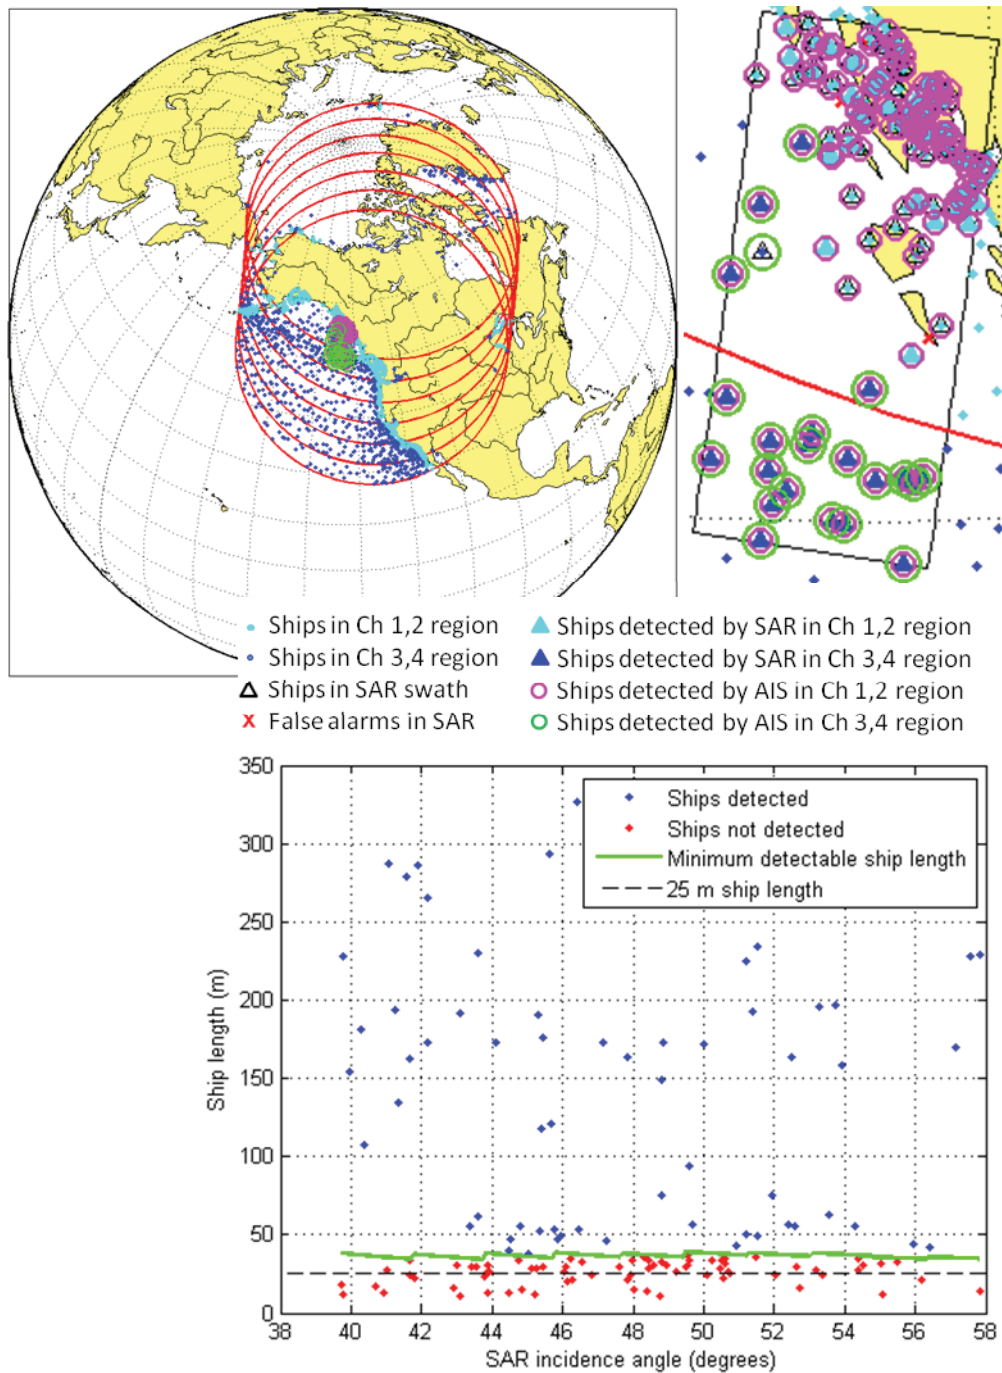 Ships in Ch 1,2 region
Ships in Ch 3,4 region
Ships in SAR swath
False alarms in SAR
Ships detected by SAR in Ch 1,2 region
Ships detected by SAR in Ch 3,4 region
Ships detected by AIS in Ch 1,2 region
Ships detected by AIS in Ch 3,4 region
350
300
250
200
150
100
50
0
Ship length (m)
Ships detected
Ships not detected
Minimum detectable ship length
25 m ship length
38 40 42 44 46 48 50 52 54 56 58
SAR incidence angle (degrees)